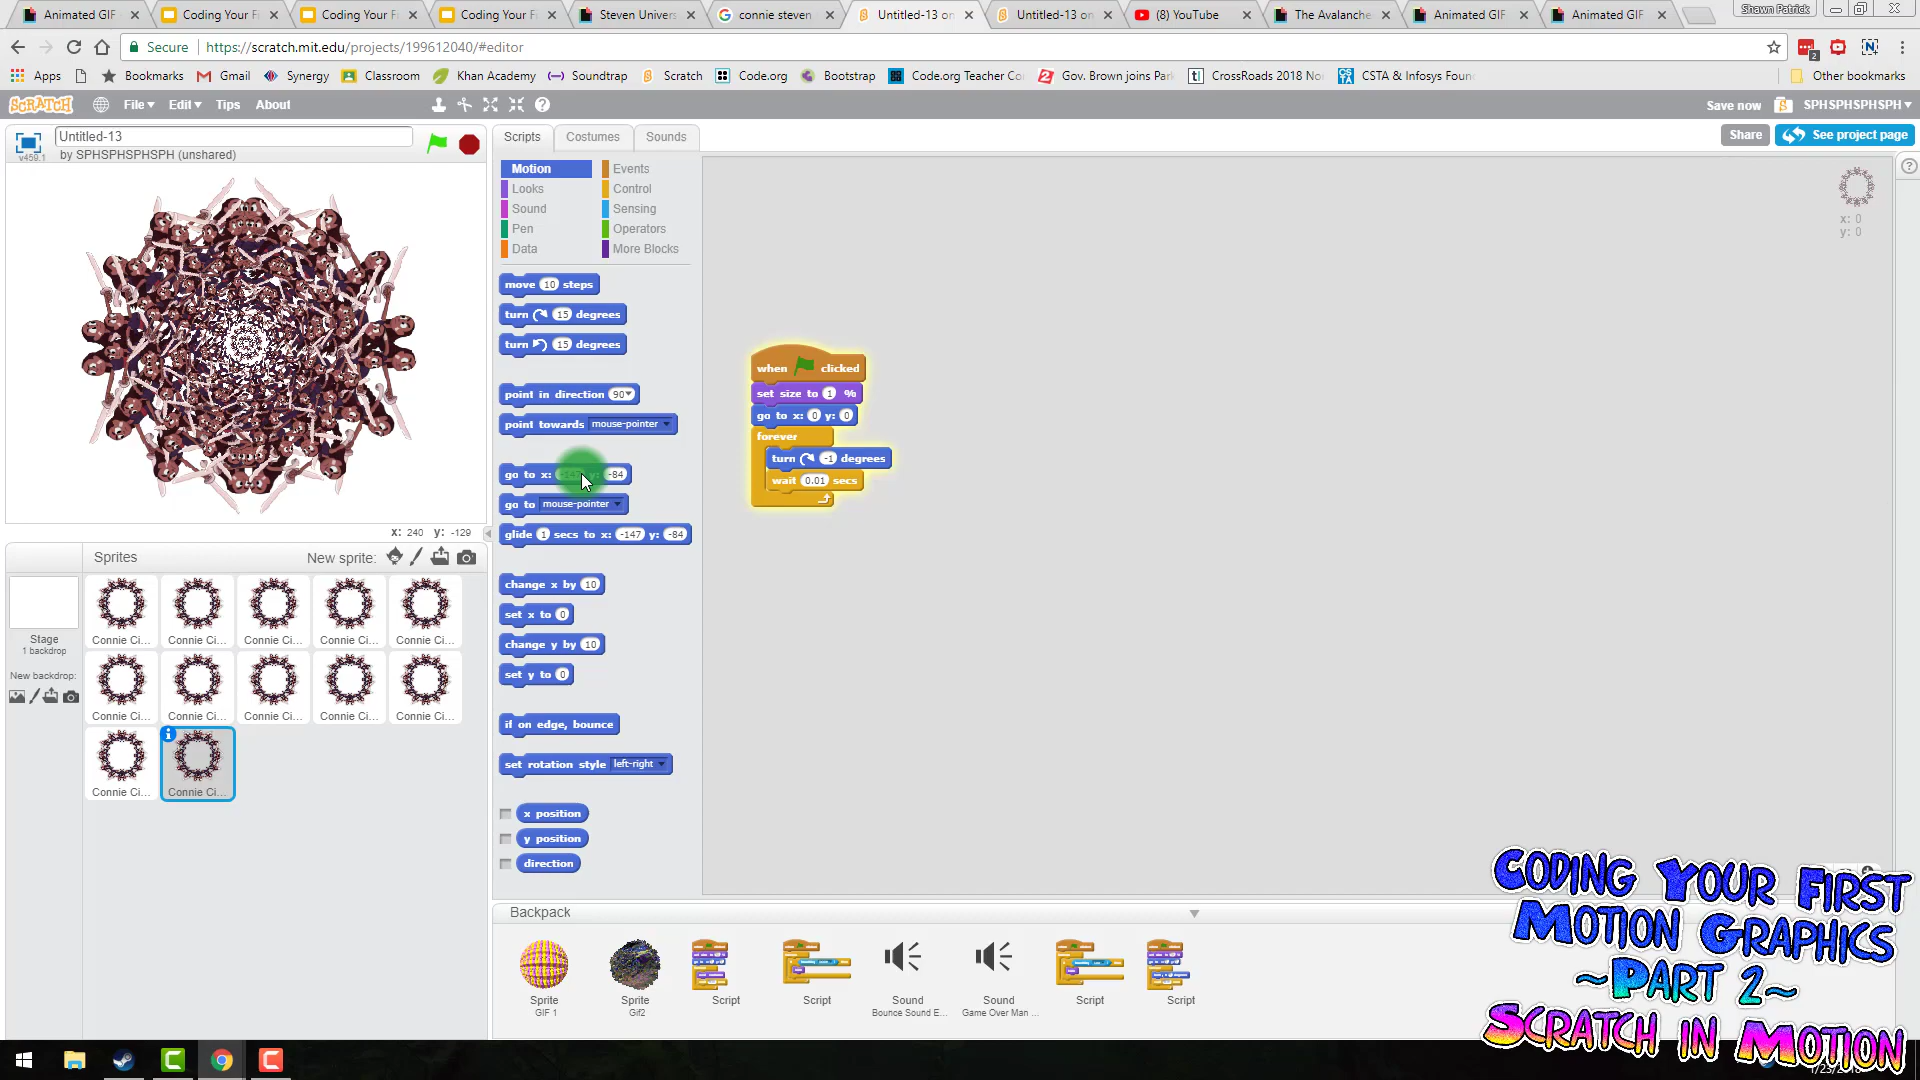 Animated GIF
Coding Your F
Coding Your F
Coding Your F
Steven Univers
connie steven
Untitled-13 on
Untitled-13 on
(8) YouTube
The Avalanche
Animated GIF
Animated GIF
Shawn Patrick
Secure
https://scratch.mit.edu/projects/199612040/#editor
2
Apps
Bookmarks
Gmail
Synergy
Classroom
Khan Academy
Soundtrap
Scratch
Code.org
Bootstrap
Code.org Teacher Co
Gov. Brown joins Par
CrossRoads 2018 No
CSTA & Infosys Foun
Other bookmarks
SCRATCH
File
Edit
Tips
About
Save now
SPHSPHSPHSPH
Untitled-13
by SPHSPHSPHSPH (unshared)
v459.1
Scripts
Costumes
Sounds
Share
See project page
Motion
Looks
Sound
Pen
Data
Events
Control
Sensing
Operators
More Blocks
x: 0
y: 0
move 10 steps
turn 15 degrees
turn 15 degrees
point in direction 90
point towards mouse-pointer
go to x: -147 y: -84
go to mouse-pointer
glide 1 secs to x: -147 y: -84
change x by 10
set x to 0
change y by 10
set y to 0
if on edge, bounce
set rotation style left-right
x position
y position
direction
when clicked
set size to 1 %
go to x: 0 y: 0
forever
turn -1 degrees
wait 0.01 secs
x: 240 y: -129
Sprites
New sprite:
Stage
1 backdrop
New backdrop:
Connie Ci...
Connie Ci...
Connie Ci...
Connie Ci...
Connie Ci...
Connie Ci...
Connie Ci...
Connie Ci...
Connie Ci...
Connie Ci...
Connie Ci...
Connie Ci...
Backpack
Sprite
GIF 1
Sprite
Gif2
Script
Script
Sound
Bounce Sound E...
Sound
Game Over Man ...
Script
Script
Coding Your First
Motion Graphics
~Part 2~
Scratch in Motion